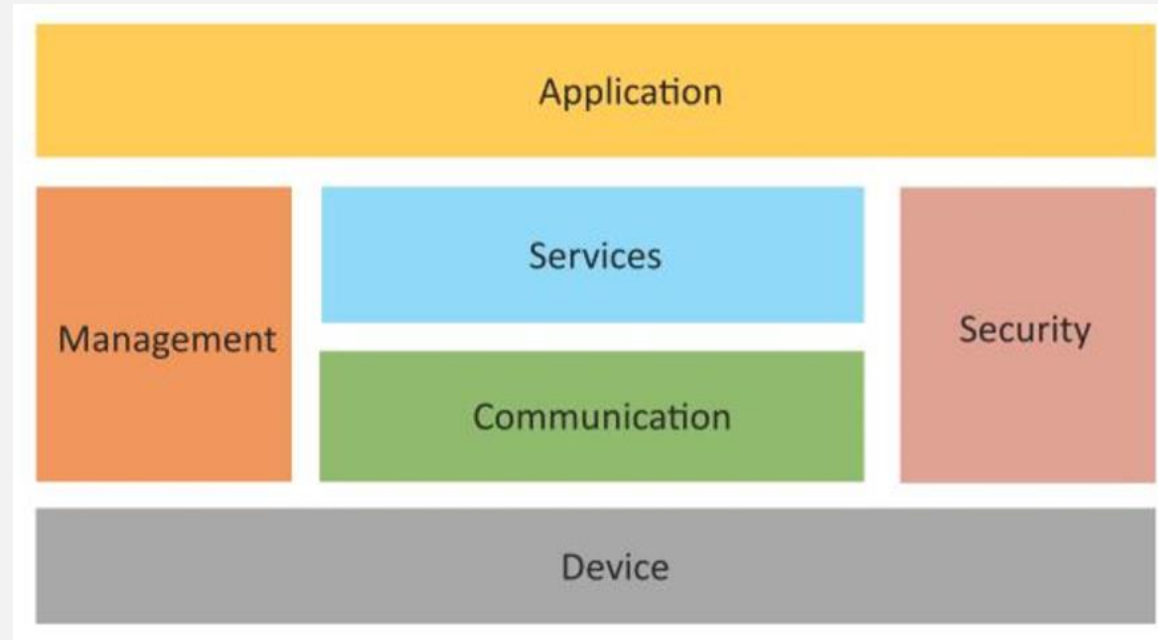 Application
Services
Management
Security
Communication
Device